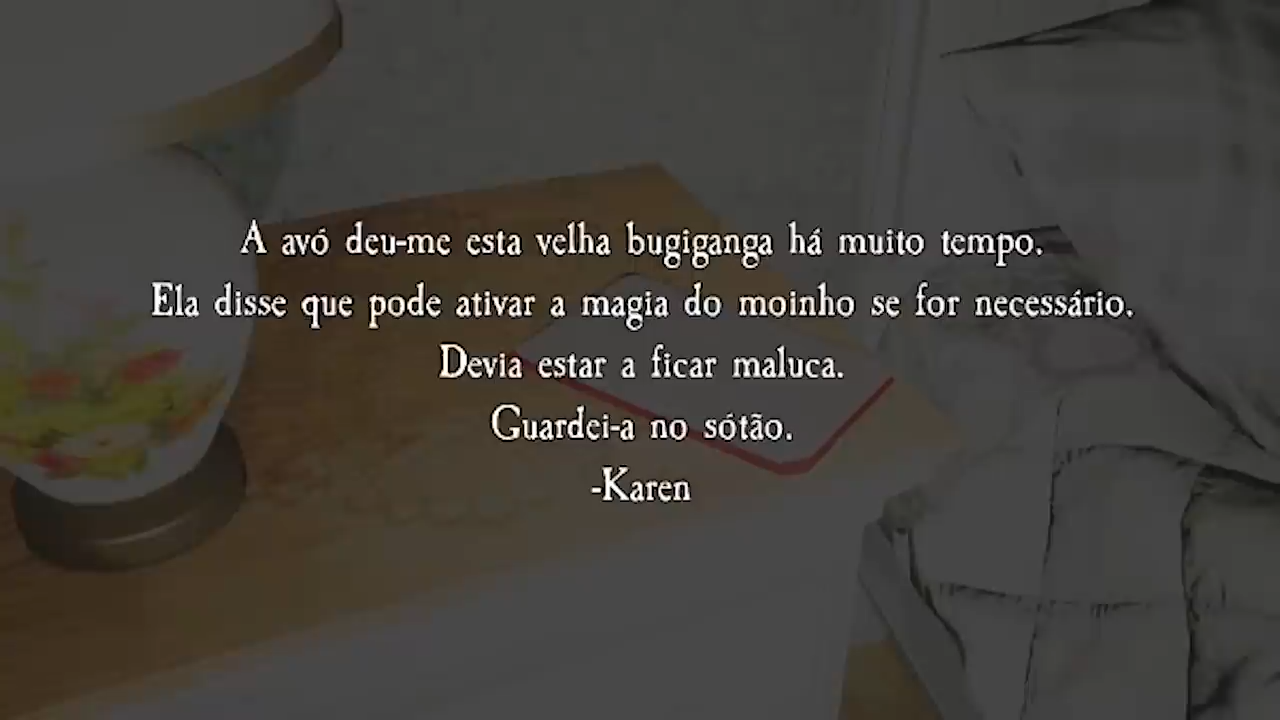 A avó deu-me esta velha bugiganga há muito tempo.
Ela disse que pode ativar a magia do moinho se for necessário.
Devia estar a ficar maluca.
Guardei-a no sótão.
-Karen